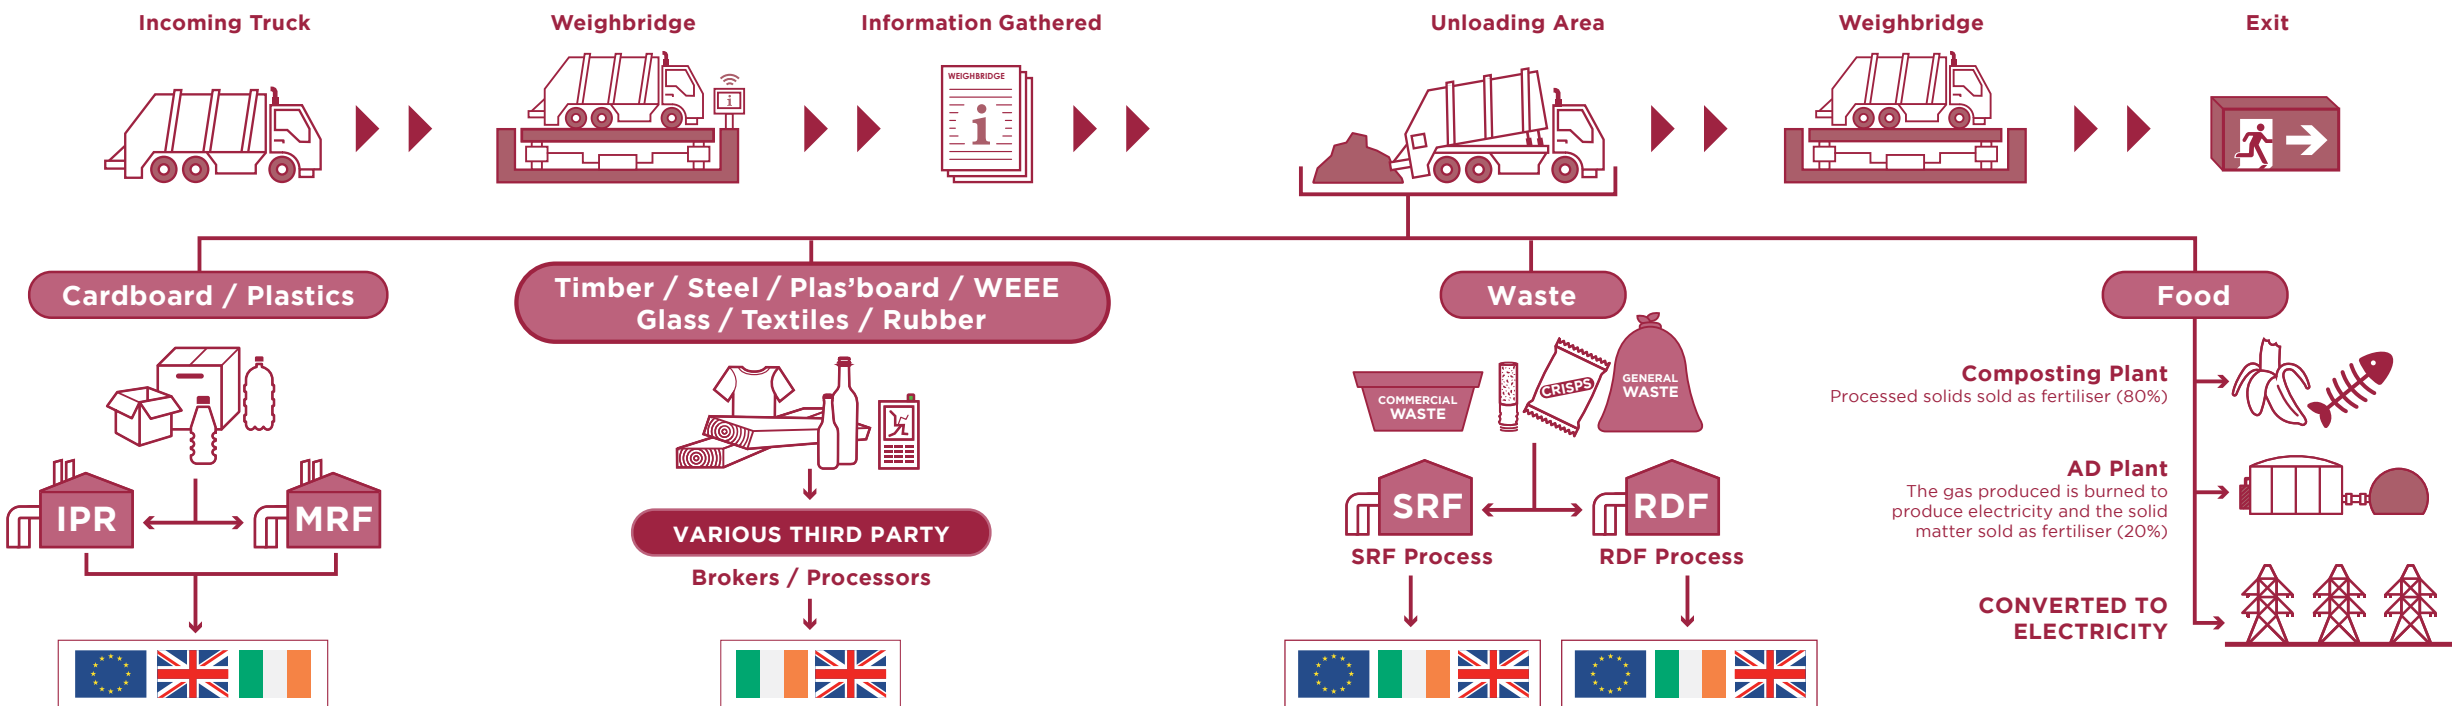 Incoming Truck
Weighbridge
Information Gathered
Unloading Area
Weighbridge
Exit
i
WEIGHBRIDGE
i
Cardboard / Plastics
IPR
MRF
Timber / Steel / Plas’board / WEEE
Glass / Textiles / Rubber
VARIOUS THIRD PARTY
Brokers / Processors
Waste
COMMERCIAL
WASTE
CRISPS
GENERAL
WASTE
SRF
RDF
SRF Process
RDF Process
Food
Composting Plant
Processed solids sold as fertiliser (80%)
AD Plant
The gas produced is burned to
produce electricity and the solid
matter sold as fertiliser (20%)
CONVERTED TO
ELECTRICITY